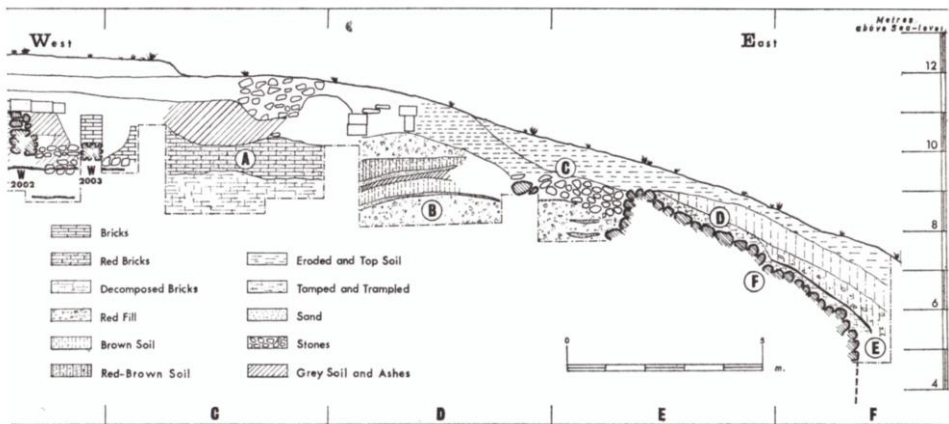 West
East
Metres
above Sea-level
12
10
8
6
4
A
B
C
D
E
F
W
2002
W
2003
Bricks
Red Bricks
Decomposed Bricks
Red Fill
Brown Soil
Red-Brown Soil
Eroded and Top Soil
Tamped and Trampled
Sand
Stones
Grey Soil and Ashes
0
5
m.
C
D
E
F